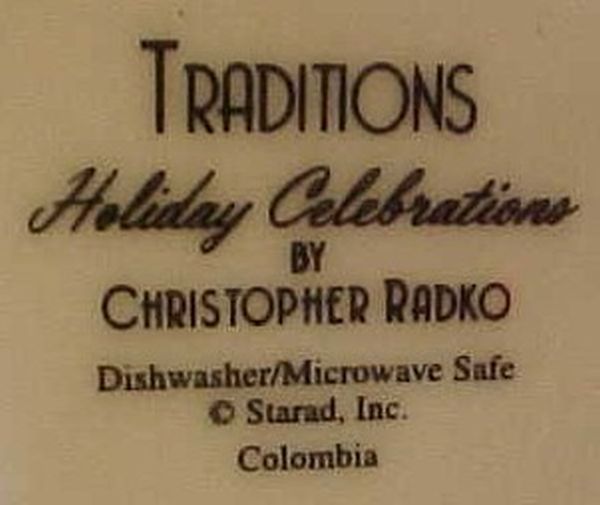 TRADITIONS
Holiday Celebrations
BY
CHRISTOPHER RADKO
Dishwasher/Microwave Safe
© Starad, Inc.
Colombia